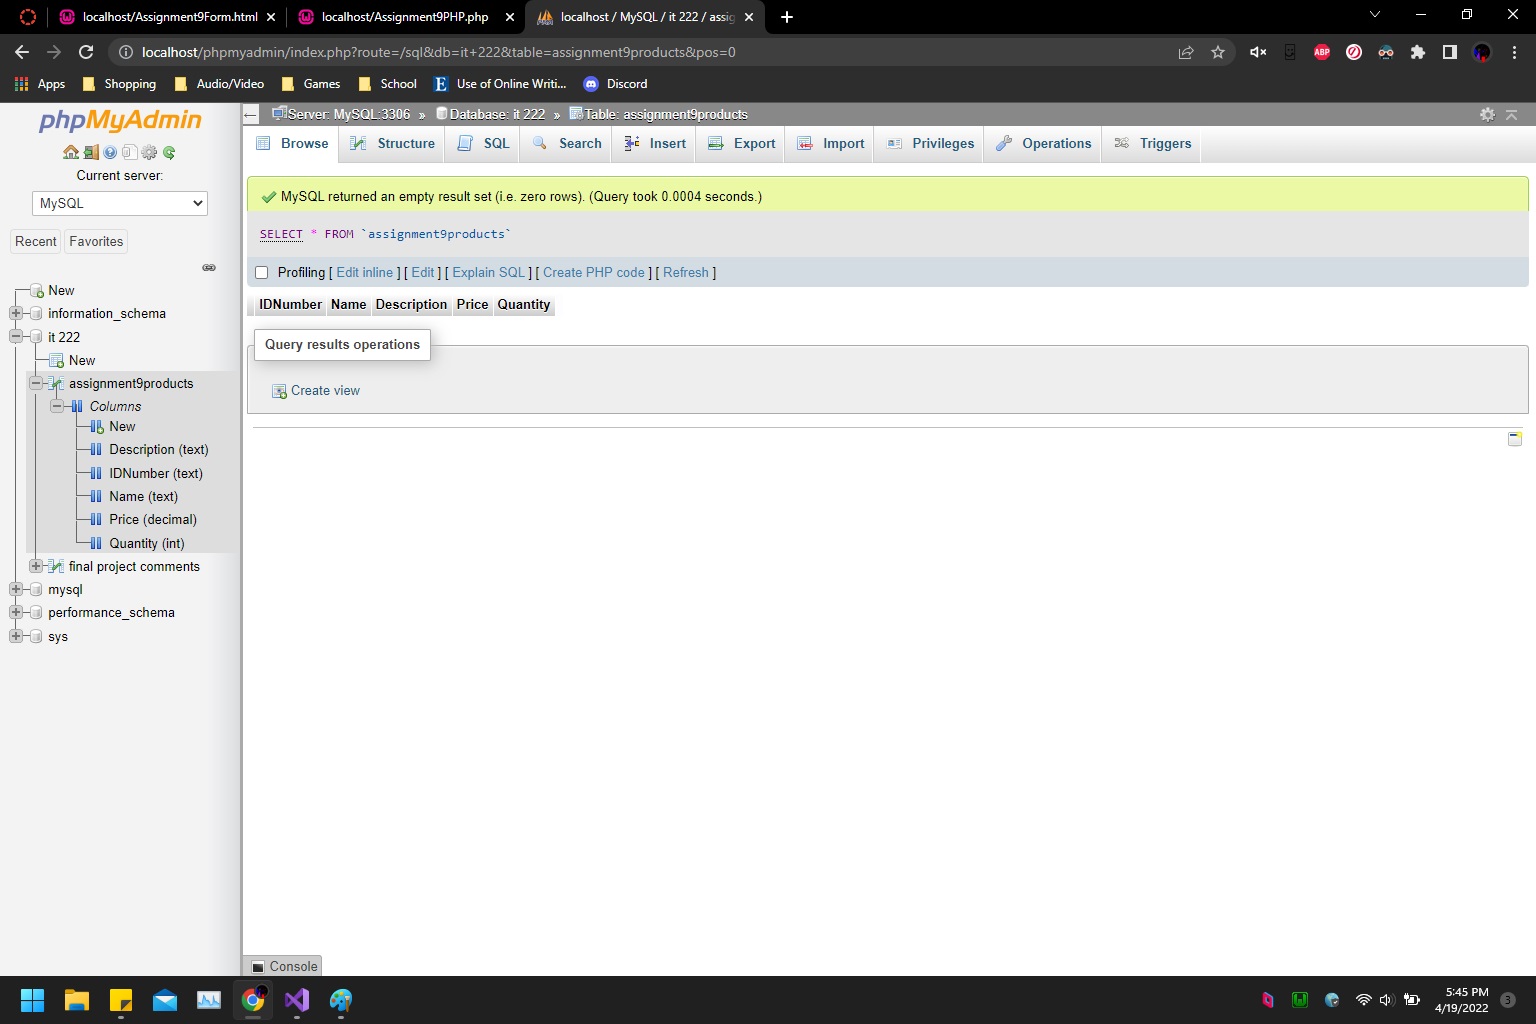 localhost/Assignment9Form.html
localhost/Assignment9PHP.php
localhost / MySQL / it 222 / assig
localhost/phpmyadmin/index.php?route=/sql&db=it+222&table=assignment9products&pos=0
ABP
Apps
Shopping
Audio/Video
Games
School
E Use of Online Writi...
Discord
phpMyAdmin
Current server:
MySQL
Recent
Favorites
New
information_schema
it 222
New
assignment9products
Columns
New
Description (text)
IDNumber (text)
Name (text)
Price (decimal)
Quantity (int)
final project comments
mysql
performance_schema
sys
Server: MySQL:3306 » Database: it 222 » Table: assignment9products
Browse
Structure
SQL
Search
Insert
Export
Import
Privileges
Operations
Triggers
MySQL returned an empty result set (i.e. zero rows). (Query took 0.0004 seconds.)
SELECT * FROM `assignment9products`
Profiling [ Edit inline ] [ Edit ] [ Explain SQL ] [ Create PHP code ] [ Refresh ]
IDNumber Name Description Price Quantity
Query results operations
Create view
Console
5:45 PM
4/19/2022
3